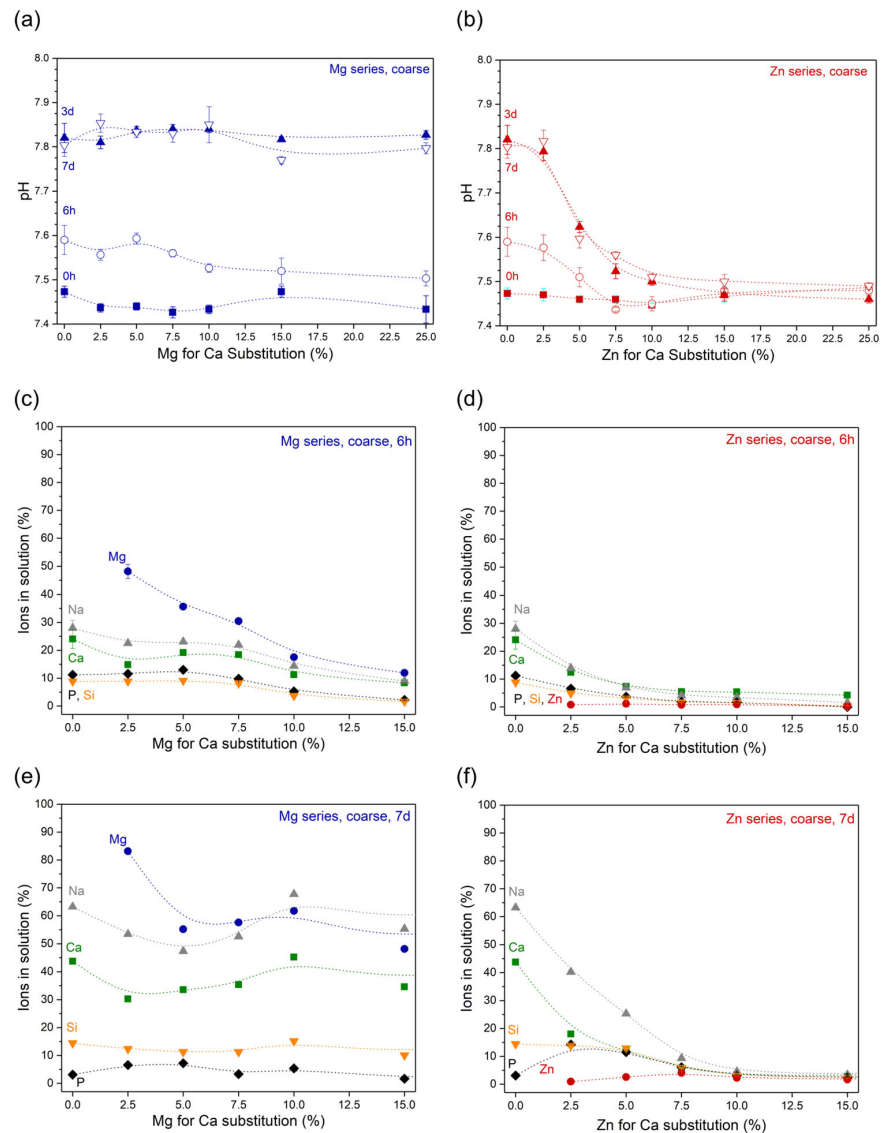 (a)
(b)
8.0
7.9
7.8
7.7
7.6
7.5
7.4
pH
Mg series, coarse
3d
7d
6h
0h
0.0 2.5 5.0 7.5 10.0 12.5 15.0 17.5 20.0 22.5 25.0
Mg for Ca Substitution (%)
8.0
7.9
7.8
7.7
7.6
7.5
7.4
pH
Zn series, coarse
3d
7d
6h
0h
0.0 2.5 5.0 7.5 10.0 12.5 15.0 17.5 20.0 22.5 25.0
Zn for Ca Substitution (%)
(c)
(d)
100
90
80
70
60
50
40
30
20
10
0
Ions in solution (%)
Mg series, coarse, 6h
Mg
Na
Ca
P, Si
0.0 2.5 5.0 7.5 10.0 12.5 15.0
Mg for Ca substitution (%)
100
90
80
70
60
50
40
30
20
10
0
Ions in solution (%)
Zn series, coarse, 6h
Na
Ca
P, Si, Zn
0.0 2.5 5.0 7.5 10.0 12.5 15.0
Zn for Ca substitution (%)
(e)
(f)
100
90
80
70
60
50
40
30
20
10
0
Ions in solution (%)
Mg series, coarse, 7d
Mg
Na
Ca
Si
P
0.0 2.5 5.0 7.5 10.0 12.5 15.0
Mg for Ca substitution (%)
100
90
80
70
60
50
40
30
20
10
0
Ions in solution (%)
Zn series, coarse, 7d
Na
Ca
Si
P
Zn
0.0 2.5 5.0 7.5 10.0 12.5 15.0
Zn for Ca substitution (%)